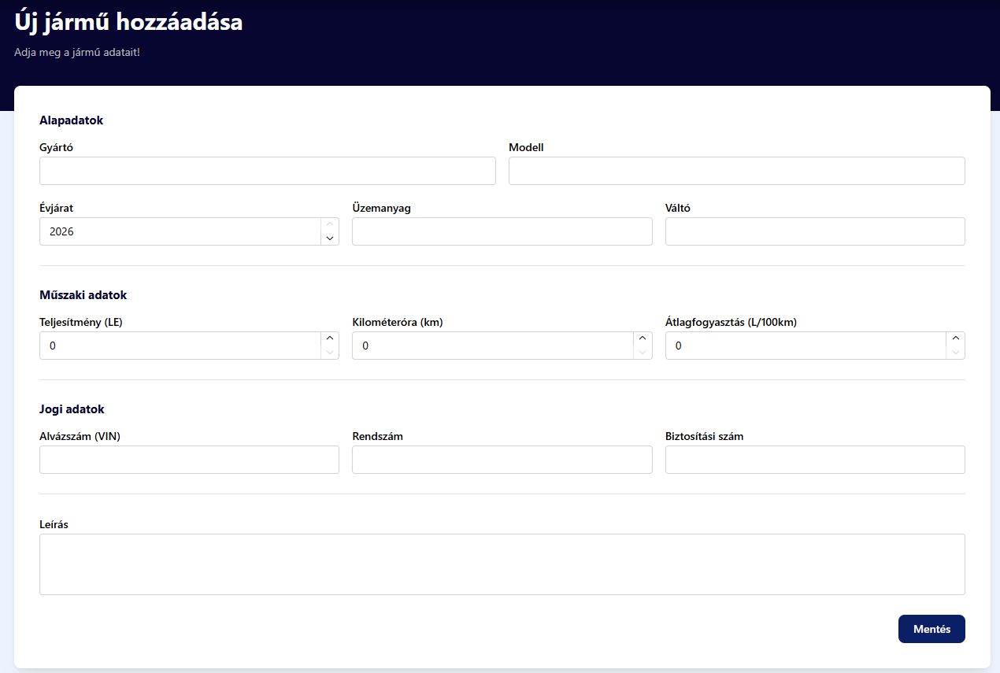 Új jármű hozzáadása
Adja meg a jármű adatait!
Alapadatok
Gyártó Modell
Évjárat Üzemanyag Váltó
2026
Műszaki adatok
Teljesítmény (LE) Kilométeróra (km) Átlagfogyasztás (L/100km)
0 0 0
Jogi adatok
Alvázszám (VIN) Rendszám Biztosítási szám
Leírás
Mentés